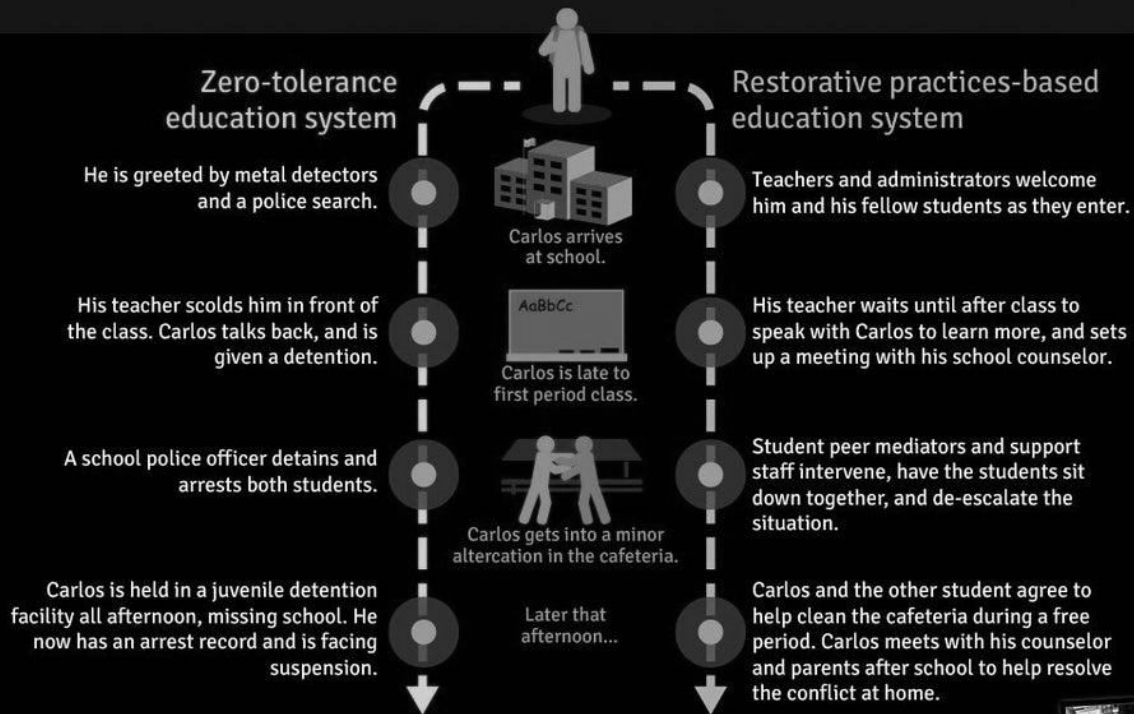 Zero-tolerance
education system
Restorative practices-based
education system
He is greeted by metal detectors
and a police search.
Carlos arrives
at school.
Teachers and administrators welcome
him and his fellow students as they enter.
His teacher scolds him in front of
the class. Carlos talks back, and is
given a detention.
AaBbCc
Carlos is late to
first period class.
His teacher waits until after class to
speak with Carlos to learn more, and sets
up a meeting with his school counselor.
A school police officer detains and
arrests both students.
Carlos gets into a minor
altercation in the cafeteria.
Student peer mediators and support
staff intervene, have the students sit
down together, and de-escalate the
situation.
Carlos is held in a juvenile detention
facility all afternoon, missing school. He
now has an arrest record and is facing
suspension.
Later that
afternoon...
Carlos and the other student agree to
help clean the cafeteria during a free
period. Carlos meets with his counselor
and parents after school to help resolve
the conflict at home.